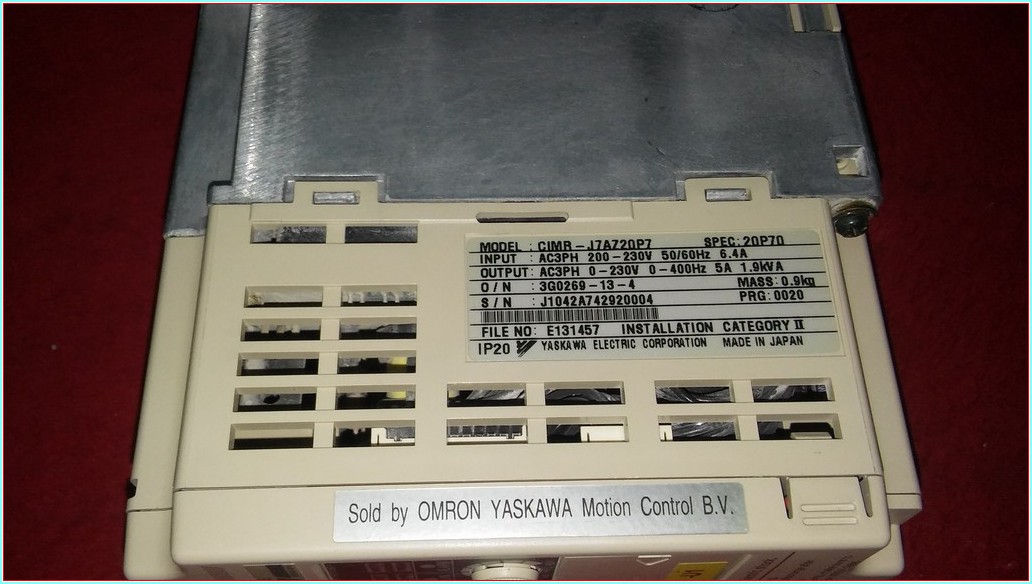 MODEL : CIMR-J7AZ20P7 SPEC: 20P70
INPUT : AC3PH 200-230V 50/60Hz 6.4A
OUTPUT: AC3PH 0-230V 0-400Hz 5A 1.9kVA
O / N : 3G0269-13-4 MASS: 0.9kg
S / N : J1042A742920004 PRG: 0020
FILE NO: E131457 INSTALLATION CATEGORY II
IP20 YASKAWA ELECTRIC CORPORATION MADE IN JAPAN
Sold by OMRON YASKAWA Motion Control B.V.